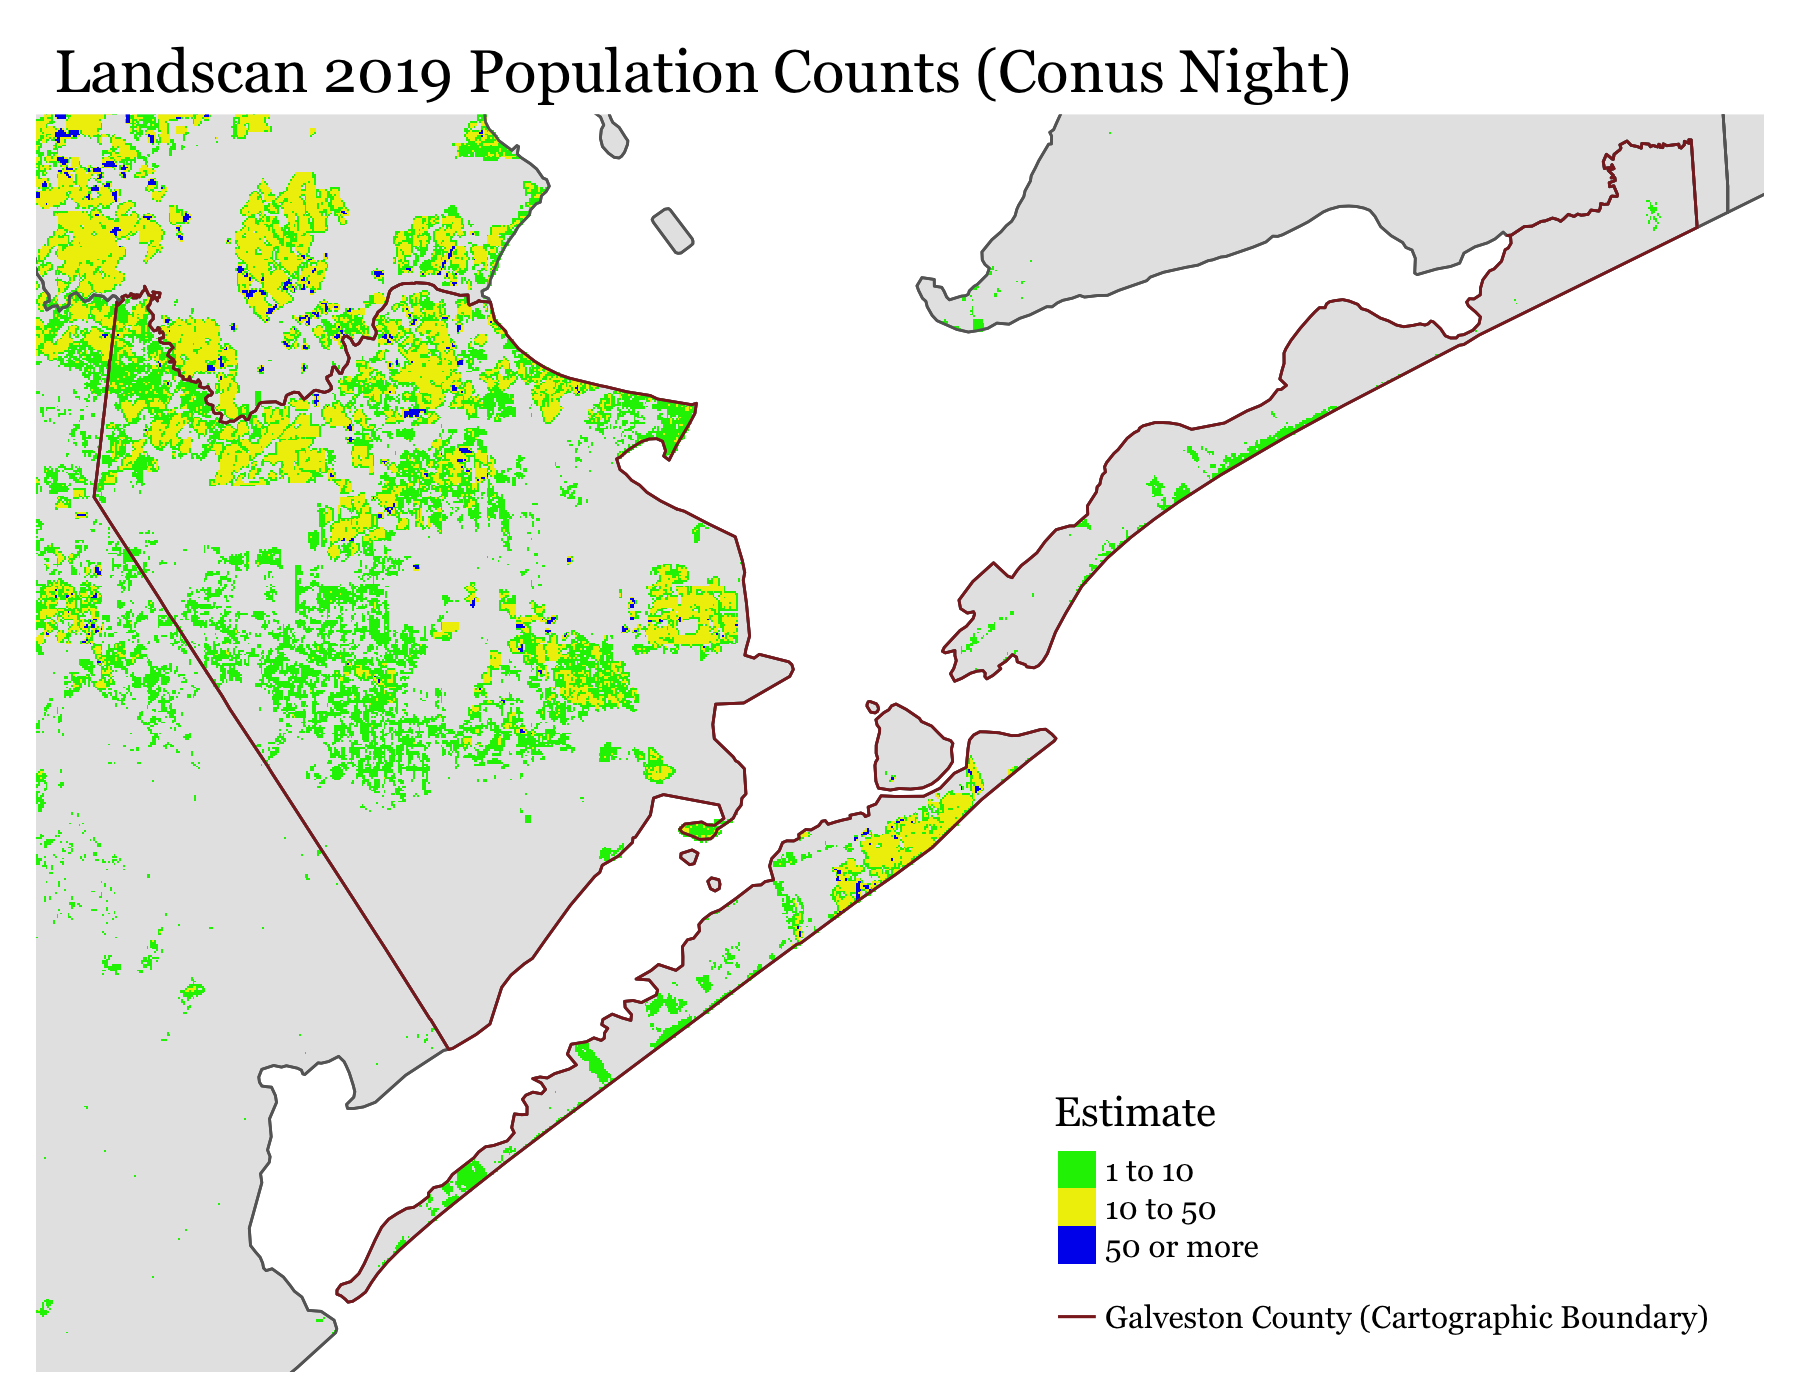 Landscan 2019 Population Counts (Conus Night)
Estimate
1 to 10
10 to 50
50 or more
Galveston County (Cartographic Boundary)